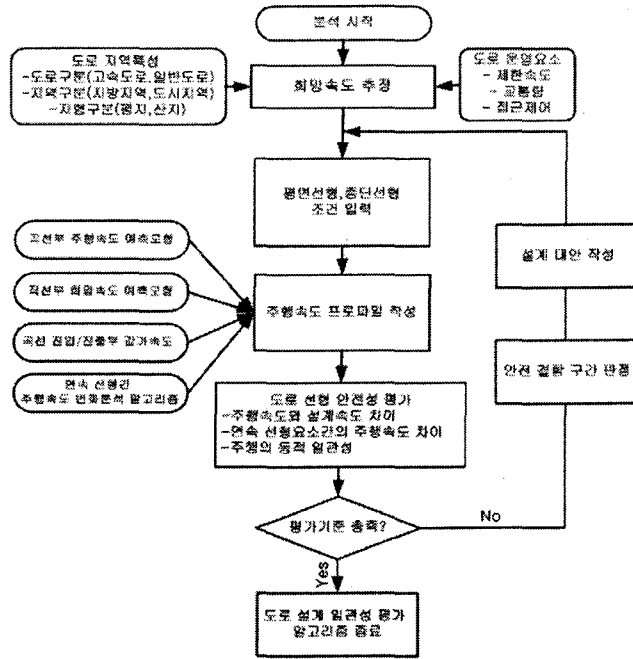 분석 시작
도로 지역특성
-도로구분(고속도로,일반도로)
-지역구분(지방지역,도시지역)
-지형구분(평지,산지)
희망속도 추정
도로 운영요소
- 제한속도
- 교통량
- 접근제어
평면선형,종단선형
조건 입력
곡선부 주행속도 예측모형
직선부 희망속도 예측모형
곡선 진입/진출부 감가속도
연속 선형간
주행속도 변화분석 알고리즘
주행속도 프로파일 작성
설계 대안 작성
안전 결함 구간 판정
도로 선형 안전성 평가
-주행속도와 설계속도 차이
-연속 선형요소간의 주행속도 차이
-주행의 동적 일관성
평가기준 충족?
No
Yes
도로 설계 일관성 평가
알고리즘 종료